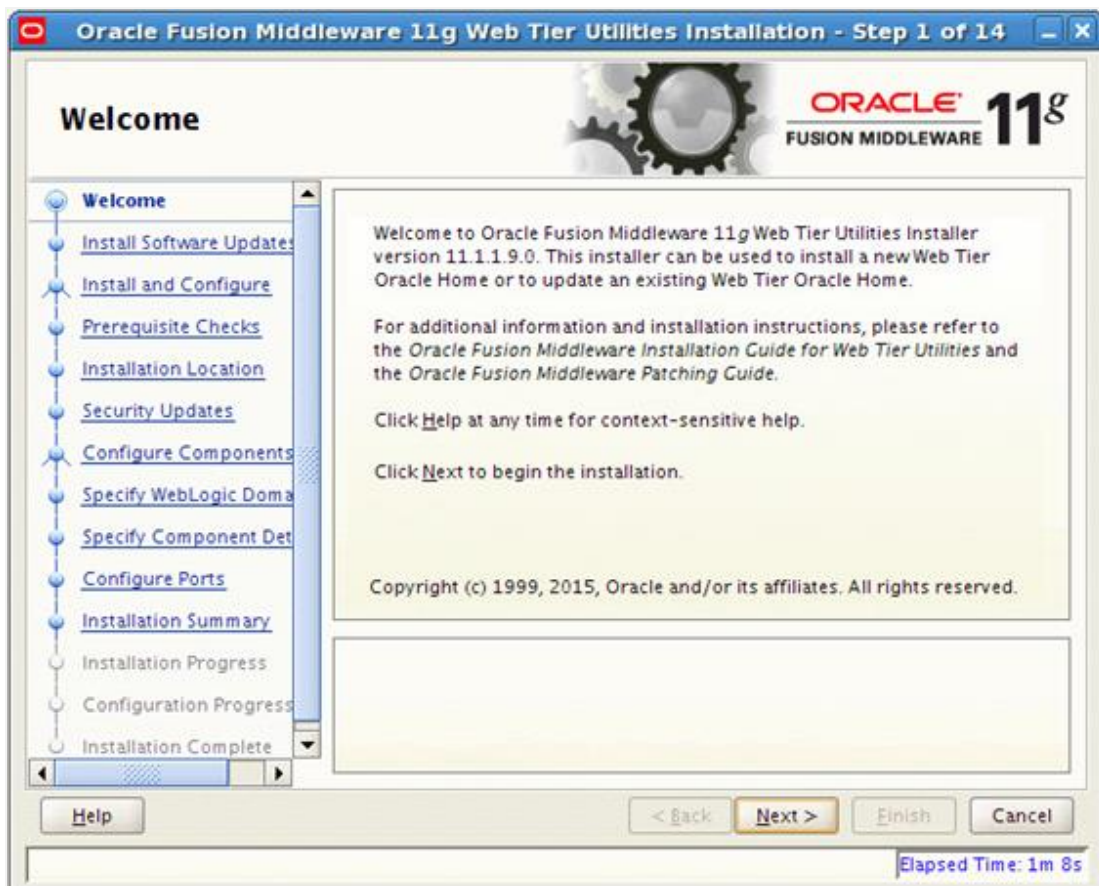 Oracle Fusion Middleware 11g Web Tier Utilities Installation - Step 1 of 14
Welcome
ORACLE' 11g
FUSION MIDDLEWARE
Welcome
Install Software Updates
Install and Configure
Prerequisite Checks
Installation Location
Security Updates
Configure Components
Specify WebLogic Doma
Specify Component Det
Configure Ports
Installation Summary
Installation Progress
Configuration Progress
Installation Complete
Welcome to Oracle Fusion Middleware 11g Web Tier Utilities Installer
version 11.1.1.9.0. This installer can be used to install a new Web Tier
Oracle Home or to update an existing Web Tier Oracle Home.
For additional information and installation instructions, please refer to
the Oracle Fusion Middleware Installation Guide for Web Tier Utilities and
the Oracle Fusion Middleware Patching Guide.
Click Help at any time for context-sensitive help.
Click Next to begin the installation.
Copyright (c) 1999, 2015, Oracle and/or its affiliates. All rights reserved.
Help
< Back
Next >
Finish
Cancel
Elapsed Time: 1m 8s